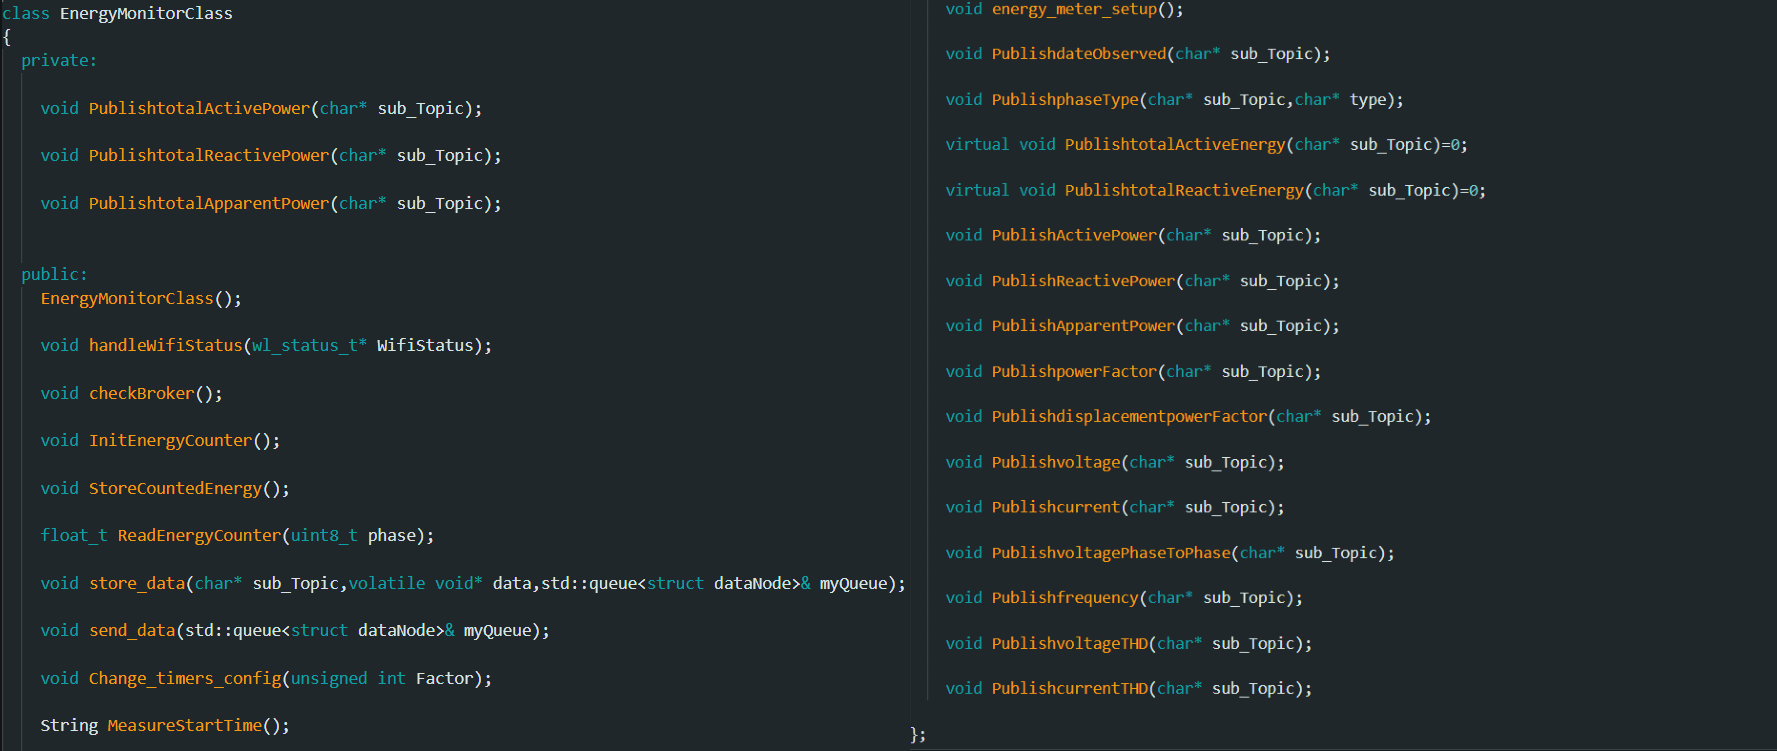 class EnergyMonitorClass
{
private:
void PublishtotalActivePower(char* sub_Topic);
void PublishtotalReactivePower(char* sub_Topic);
void PublishtotalApparentPower(char* sub_Topic);
public:
EnergyMonitorClass();
void handleWifiStatus(wl_status_t* WifiStatus);
void checkBroker();
void InitEnergyCounter();
void StoreCountedEnergy();
float_t ReadEnergyCounter(uint8_t phase);
void store_data(char* sub_Topic,volatile void* data,std::queue<struct dataNode>& myQueue);
void send_data(std::queue<struct dataNode>& myQueue);
void Change_timers_config(unsigned int Factor);
String MeasureStartTime();
void energy_meter_setup();
void PublishdateObserved(char* sub_Topic);
void PublishphaseType(char* sub_Topic,char* type);
virtual void PublishtotalActiveEnergy(char* sub_Topic)=0;
virtual void PublishtotalReactiveEnergy(char* sub_Topic)=0;
void PublishActivePower(char* sub_Topic);
void PublishReactivePower(char* sub_Topic);
void PublishApparentPower(char* sub_Topic);
void PublishpowerFactor(char* sub_Topic);
void PublishdisplacementpowerFactor(char* sub_Topic);
void Publishvoltage(char* sub_Topic);
void Publishcurrent(char* sub_Topic);
void PublishvoltagePhaseToPhase(char* sub_Topic);
void Publishfrequency(char* sub_Topic);
void PublishvoltageTHD(char* sub_Topic);
void PublishcurrentTHD(char* sub_Topic);
};